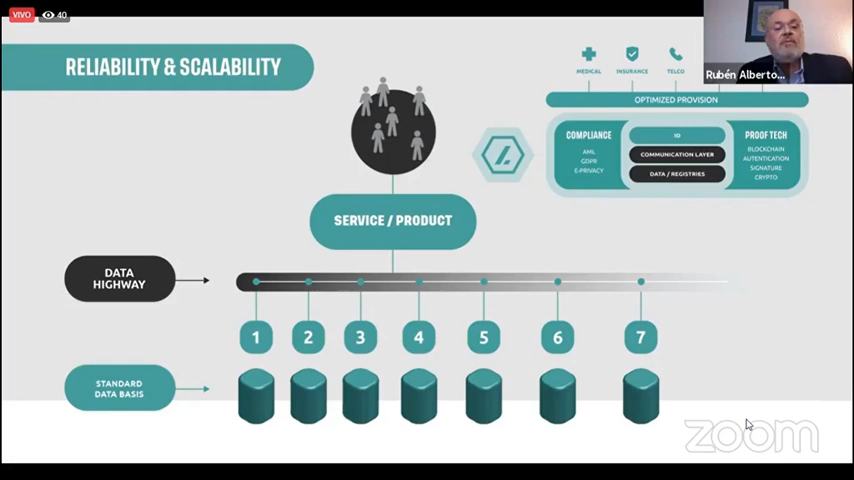 VIVO
40
RELIABILITY & SCALABILITY
MEDICAL
INSURANCE
TELCO
Rubén Alberto...
OPTIMIZED PROVISION
COMPLIANCE
AML
GDPR
E-PRIVACY
ID
COMMUNICATION LAYER
DATA / REGISTRIES
PROOF TECH
BLOCKCHAIN
AUTENTICATION
SIGNATURE
CRYPTO
SERVICE / PRODUCT
DATA
HIGHWAY
1 2 3 4 5 6 7
STANDARD
DATA BASIS
zoom